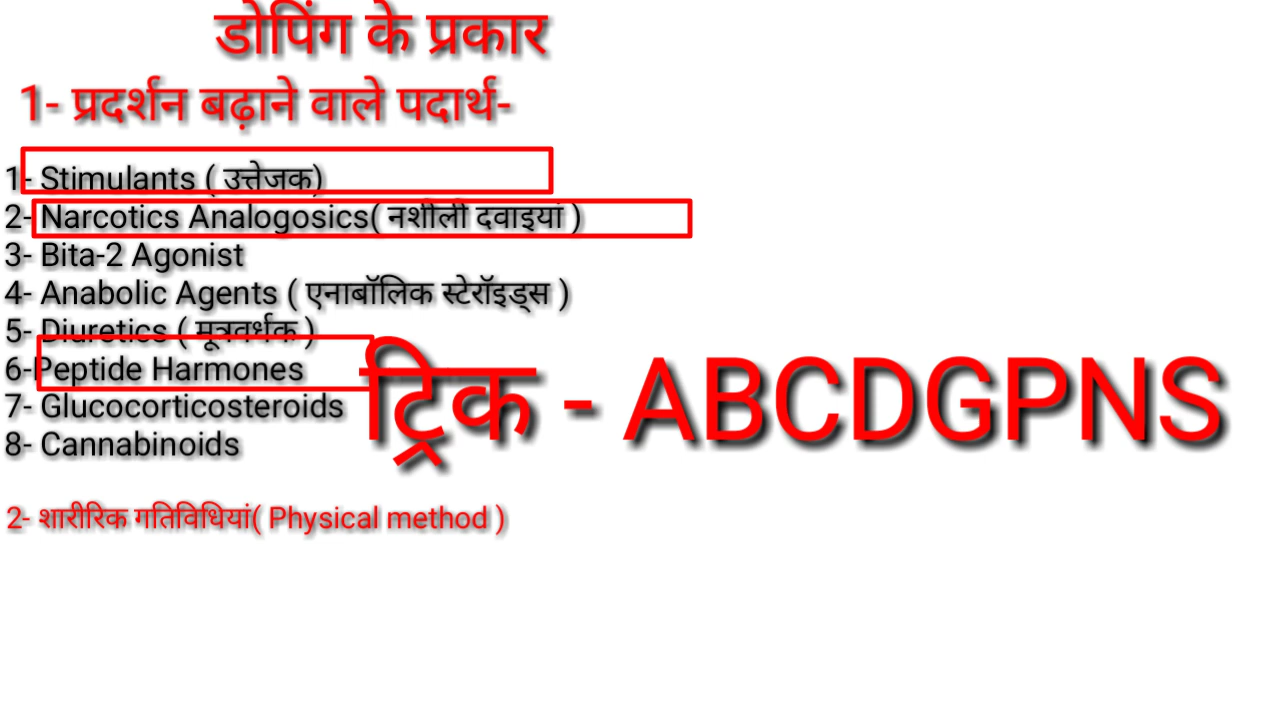 डोपिंग के प्रकार
1- प्रदर्शन बढ़ाने वाले पदार्थ-
1- Stimulants ( उत्तेजक)
2- Narcotics Analogosics( नशीली दवाइयां )
3- Bita-2 Agonist
4- Anabolic Agents ( एनाबॉलिक स्टेरॉइड्स )
5- Diuretics ( मूत्रवर्धक )
6-Peptide Harmones
7- Glucocorticosteroids
8- Cannabinoids
ट्रिक - ABCDGPNS
2- शारीरिक गतिविधियां( Physical method )